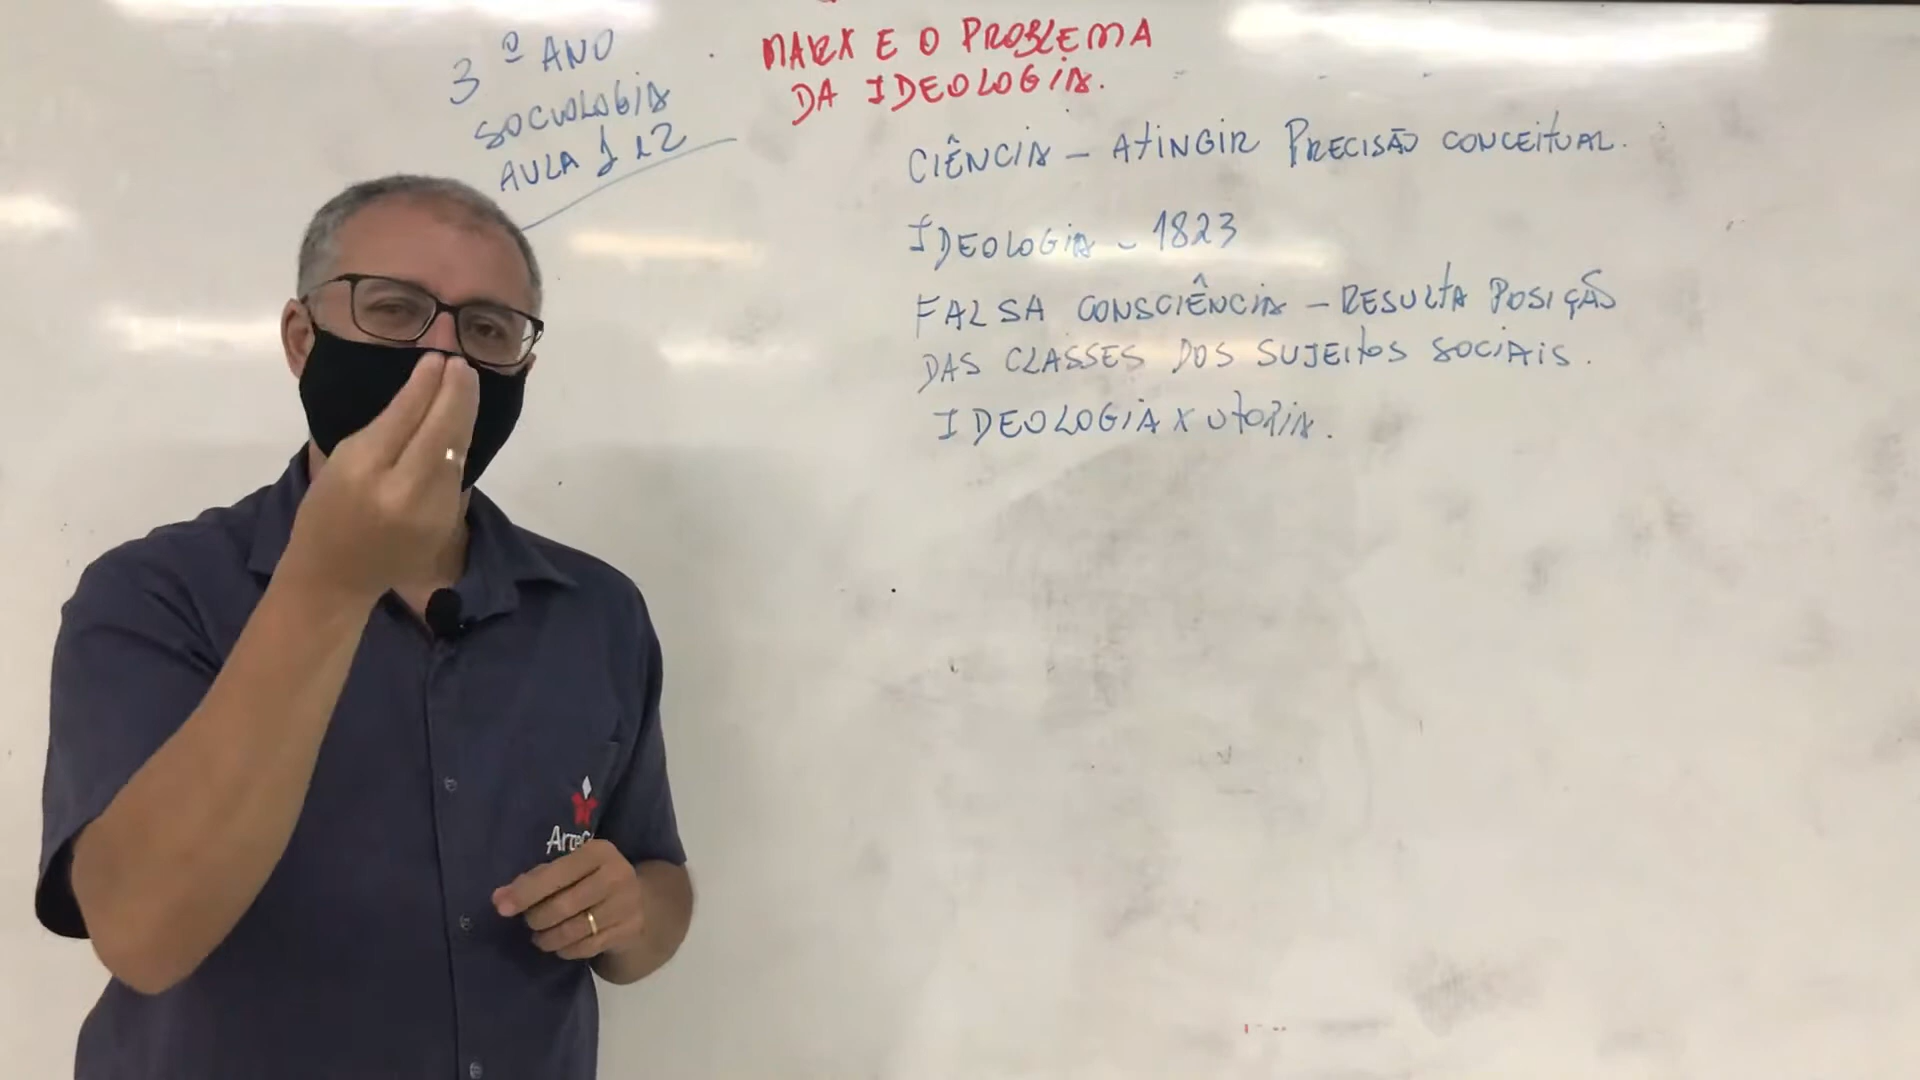 3º ANO
SOCIOLOGIA
AULA 1 e 2
MARX E O PROBLEMA
DA IDEOLOGIA.
CIÊNCIA - ATINGIR PRECISÃO CONCEITUAL.
IDEOLOGIA - 1823
FALSA CONSCIÊNCIA - RESULTA POSIÇÃO
DAS CLASSES DOS SUJEITOS SOCIAIS.
IDEOLOGIA X UTOPIA.